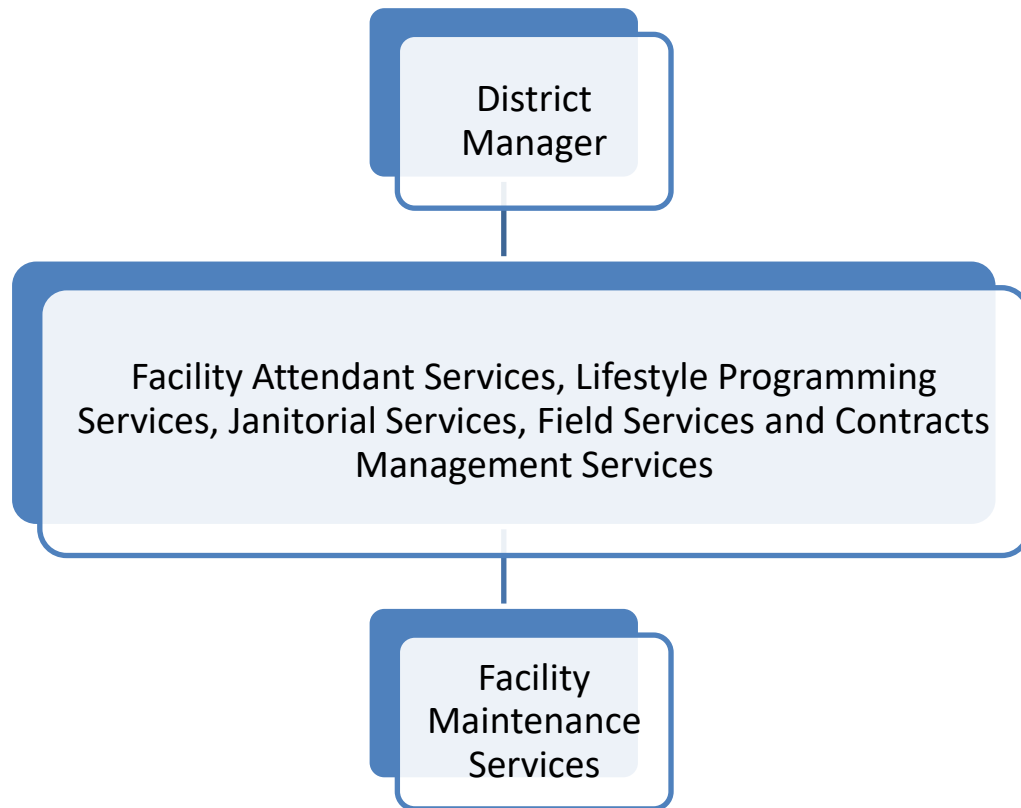 District
Manager
Facility Attendant Services, Lifestyle Programming
Services, Janitorial Services, Field Services and Contracts
Management Services
Facility
Maintenance
Services